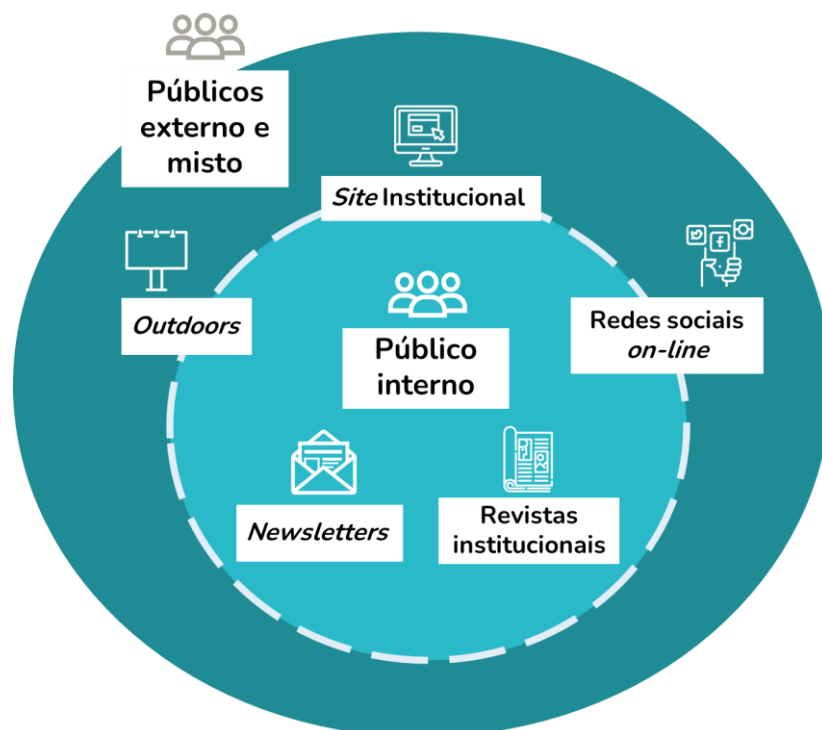 Públicos
externo e
misto
Site Institucional
Outdoors
Redes sociais
on-line
Público
interno
Newsletters
Revistas
institucionais